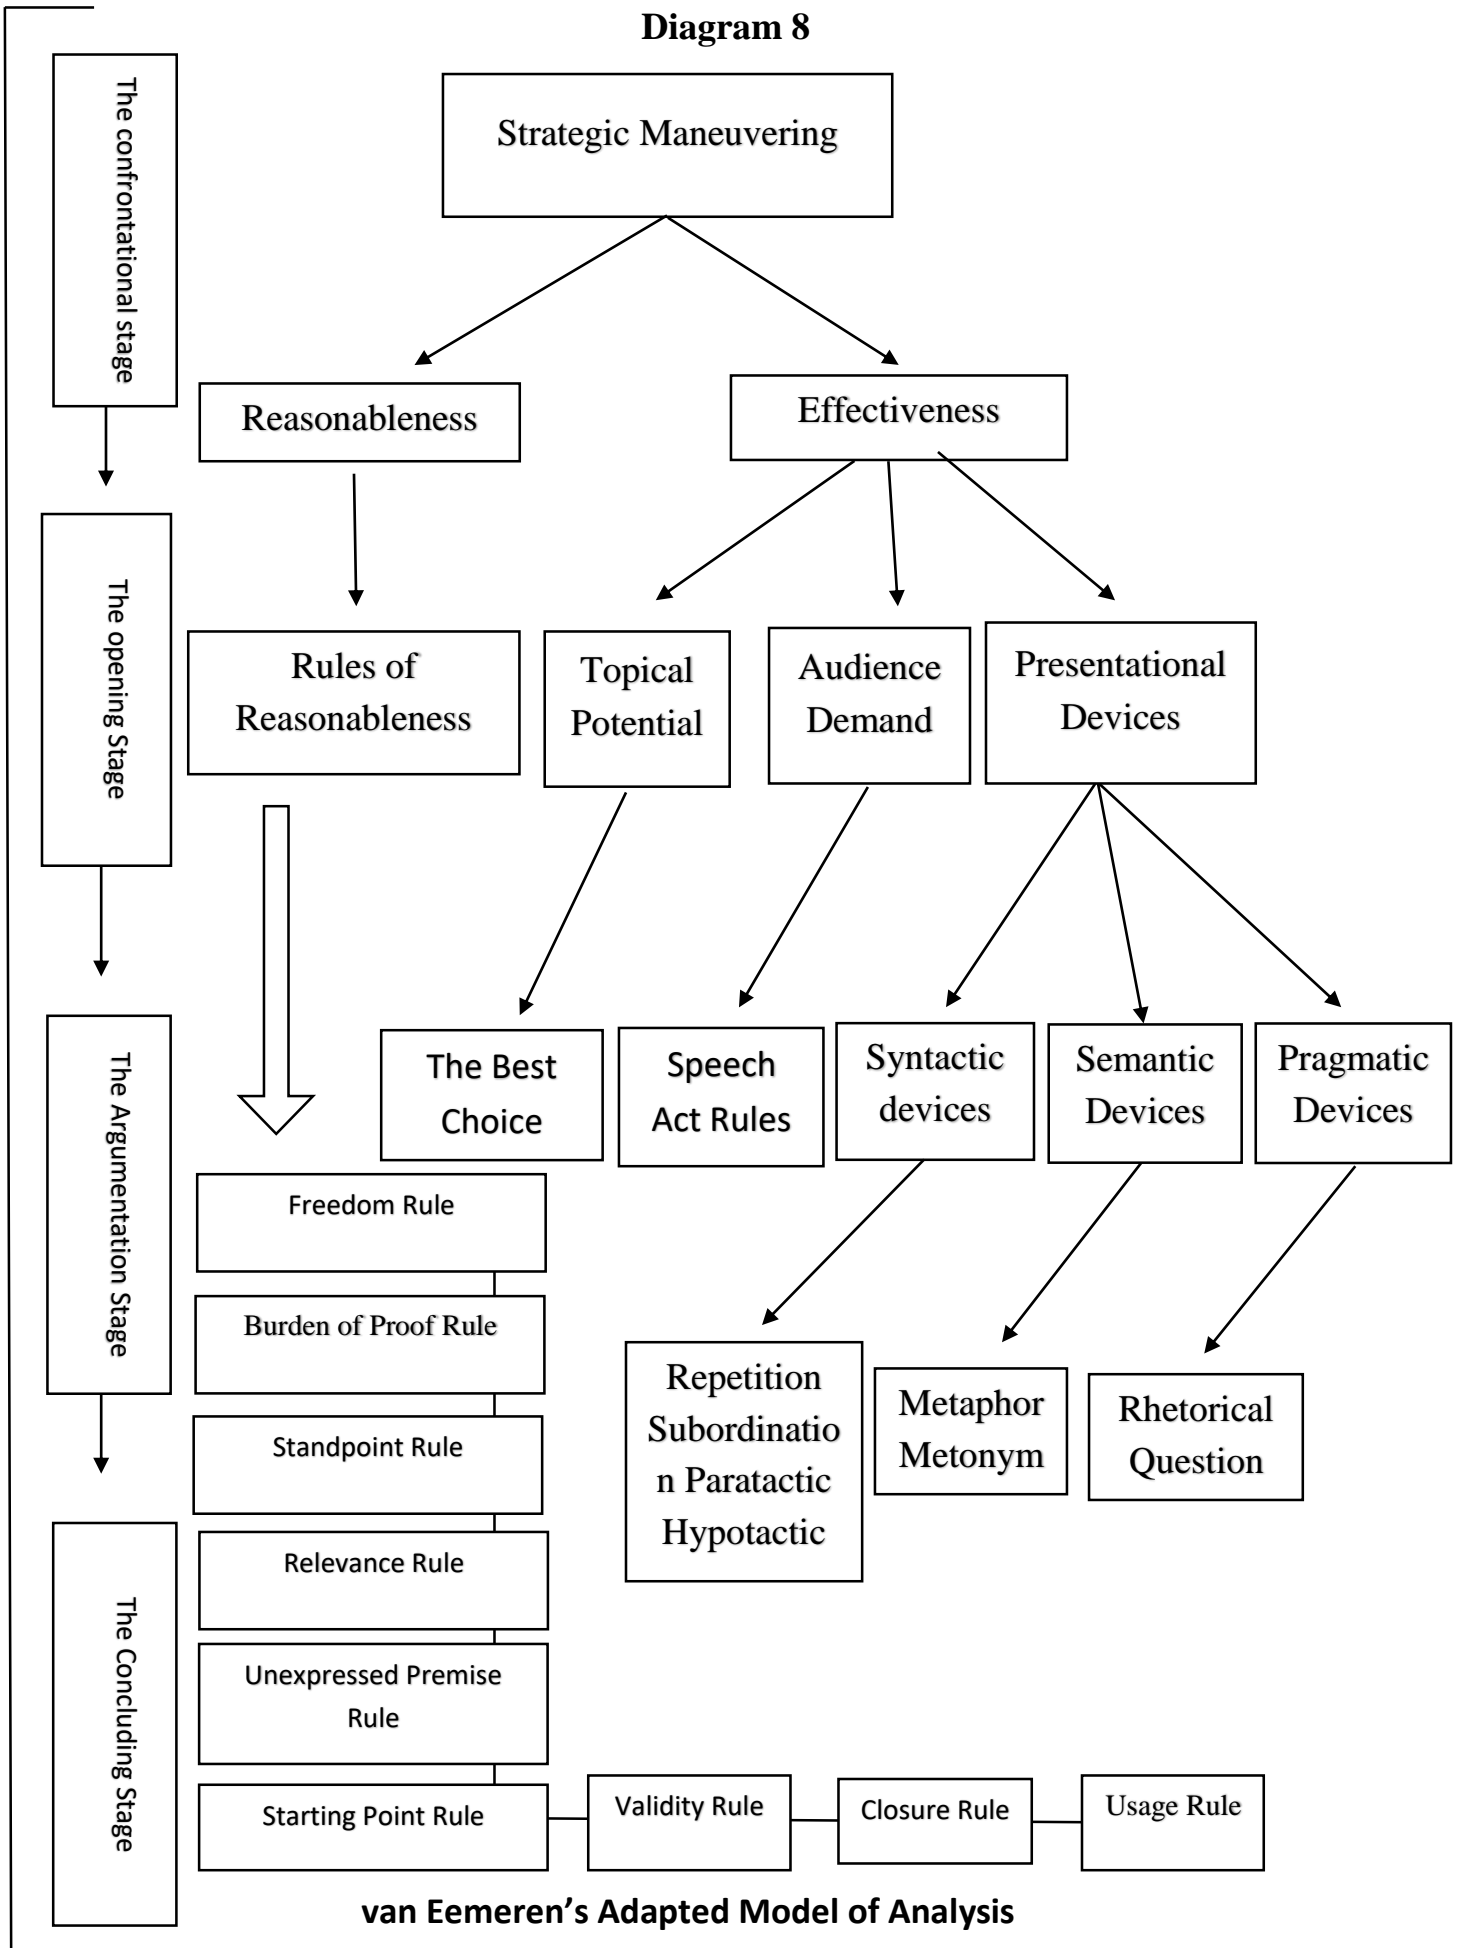 Diagram 8
The confrontational stage
Strategic Maneuvering
Reasonableness
Effectiveness
The opening Stage
Rules of
Reasonableness
Topical
Potential
Audience
Demand
Presentational
Devices
The Argumentation Stage
The Best
Choice
Speech
Act Rules
Syntactic
devices
Semantic
Devices
Pragmatic
Devices
Freedom Rule
Burden of Proof Rule
Standpoint Rule
Relevance Rule
Unexpressed Premise
Rule
Repetition
Subordinatio
n Paratactic
Hypotactic
Metaphor
Metonym
Rhetorical
Question
The Concluding Stage
Starting Point Rule
Validity Rule
Closure Rule
Usage Rule
van Eemeren’s Adapted Model of Analysis